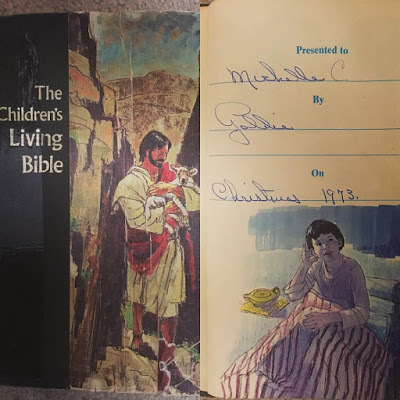 The
Children's
Living
Bible
Presented to
Michelle C.
By
Goldie
On
Christmas 1973.